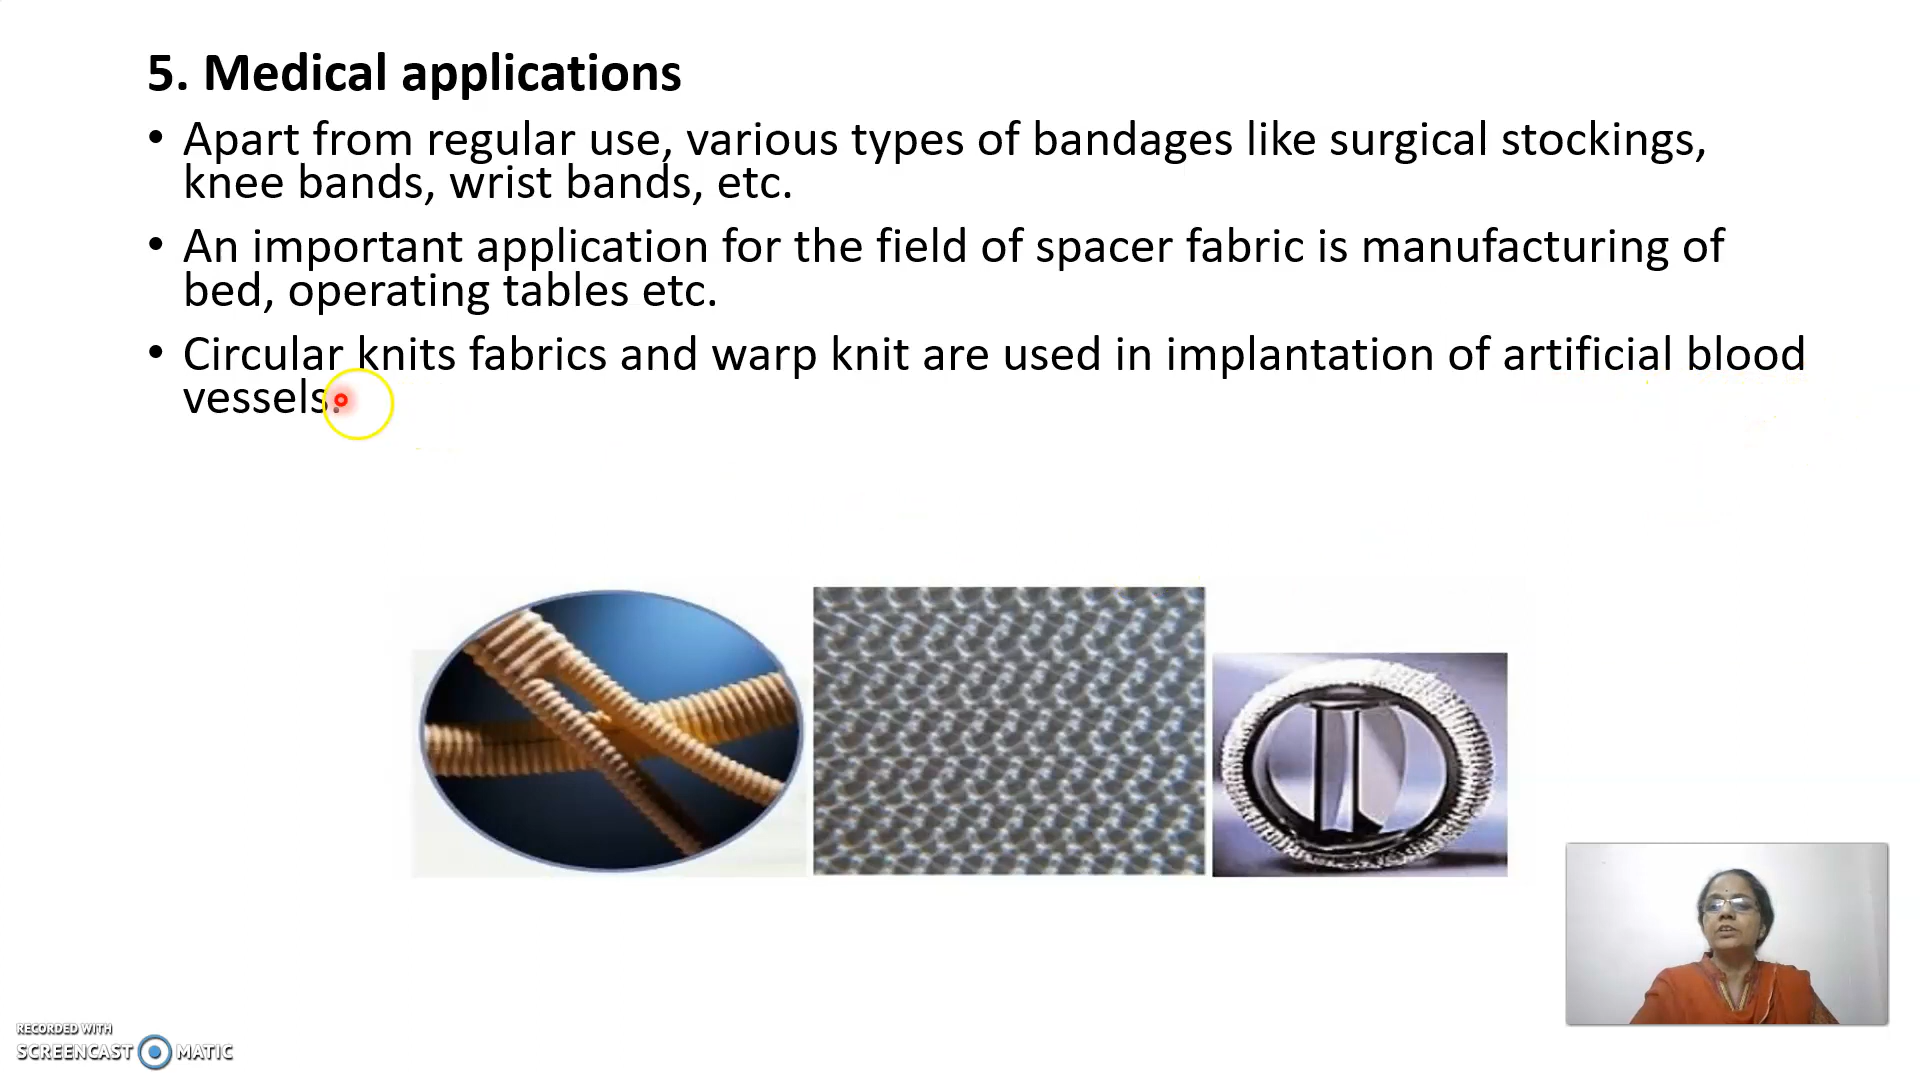 5. Medical applications
• Apart from regular use, various types of bandages like surgical stockings,
knee bands, wrist bands, etc.
• An important application for the field of spacer fabric is manufacturing of
bed, operating tables etc.
• Circular knits fabrics and warp knit are used in implantation of artificial blood
vessels.
RECORDED WITH
SCREENCAST MATIC